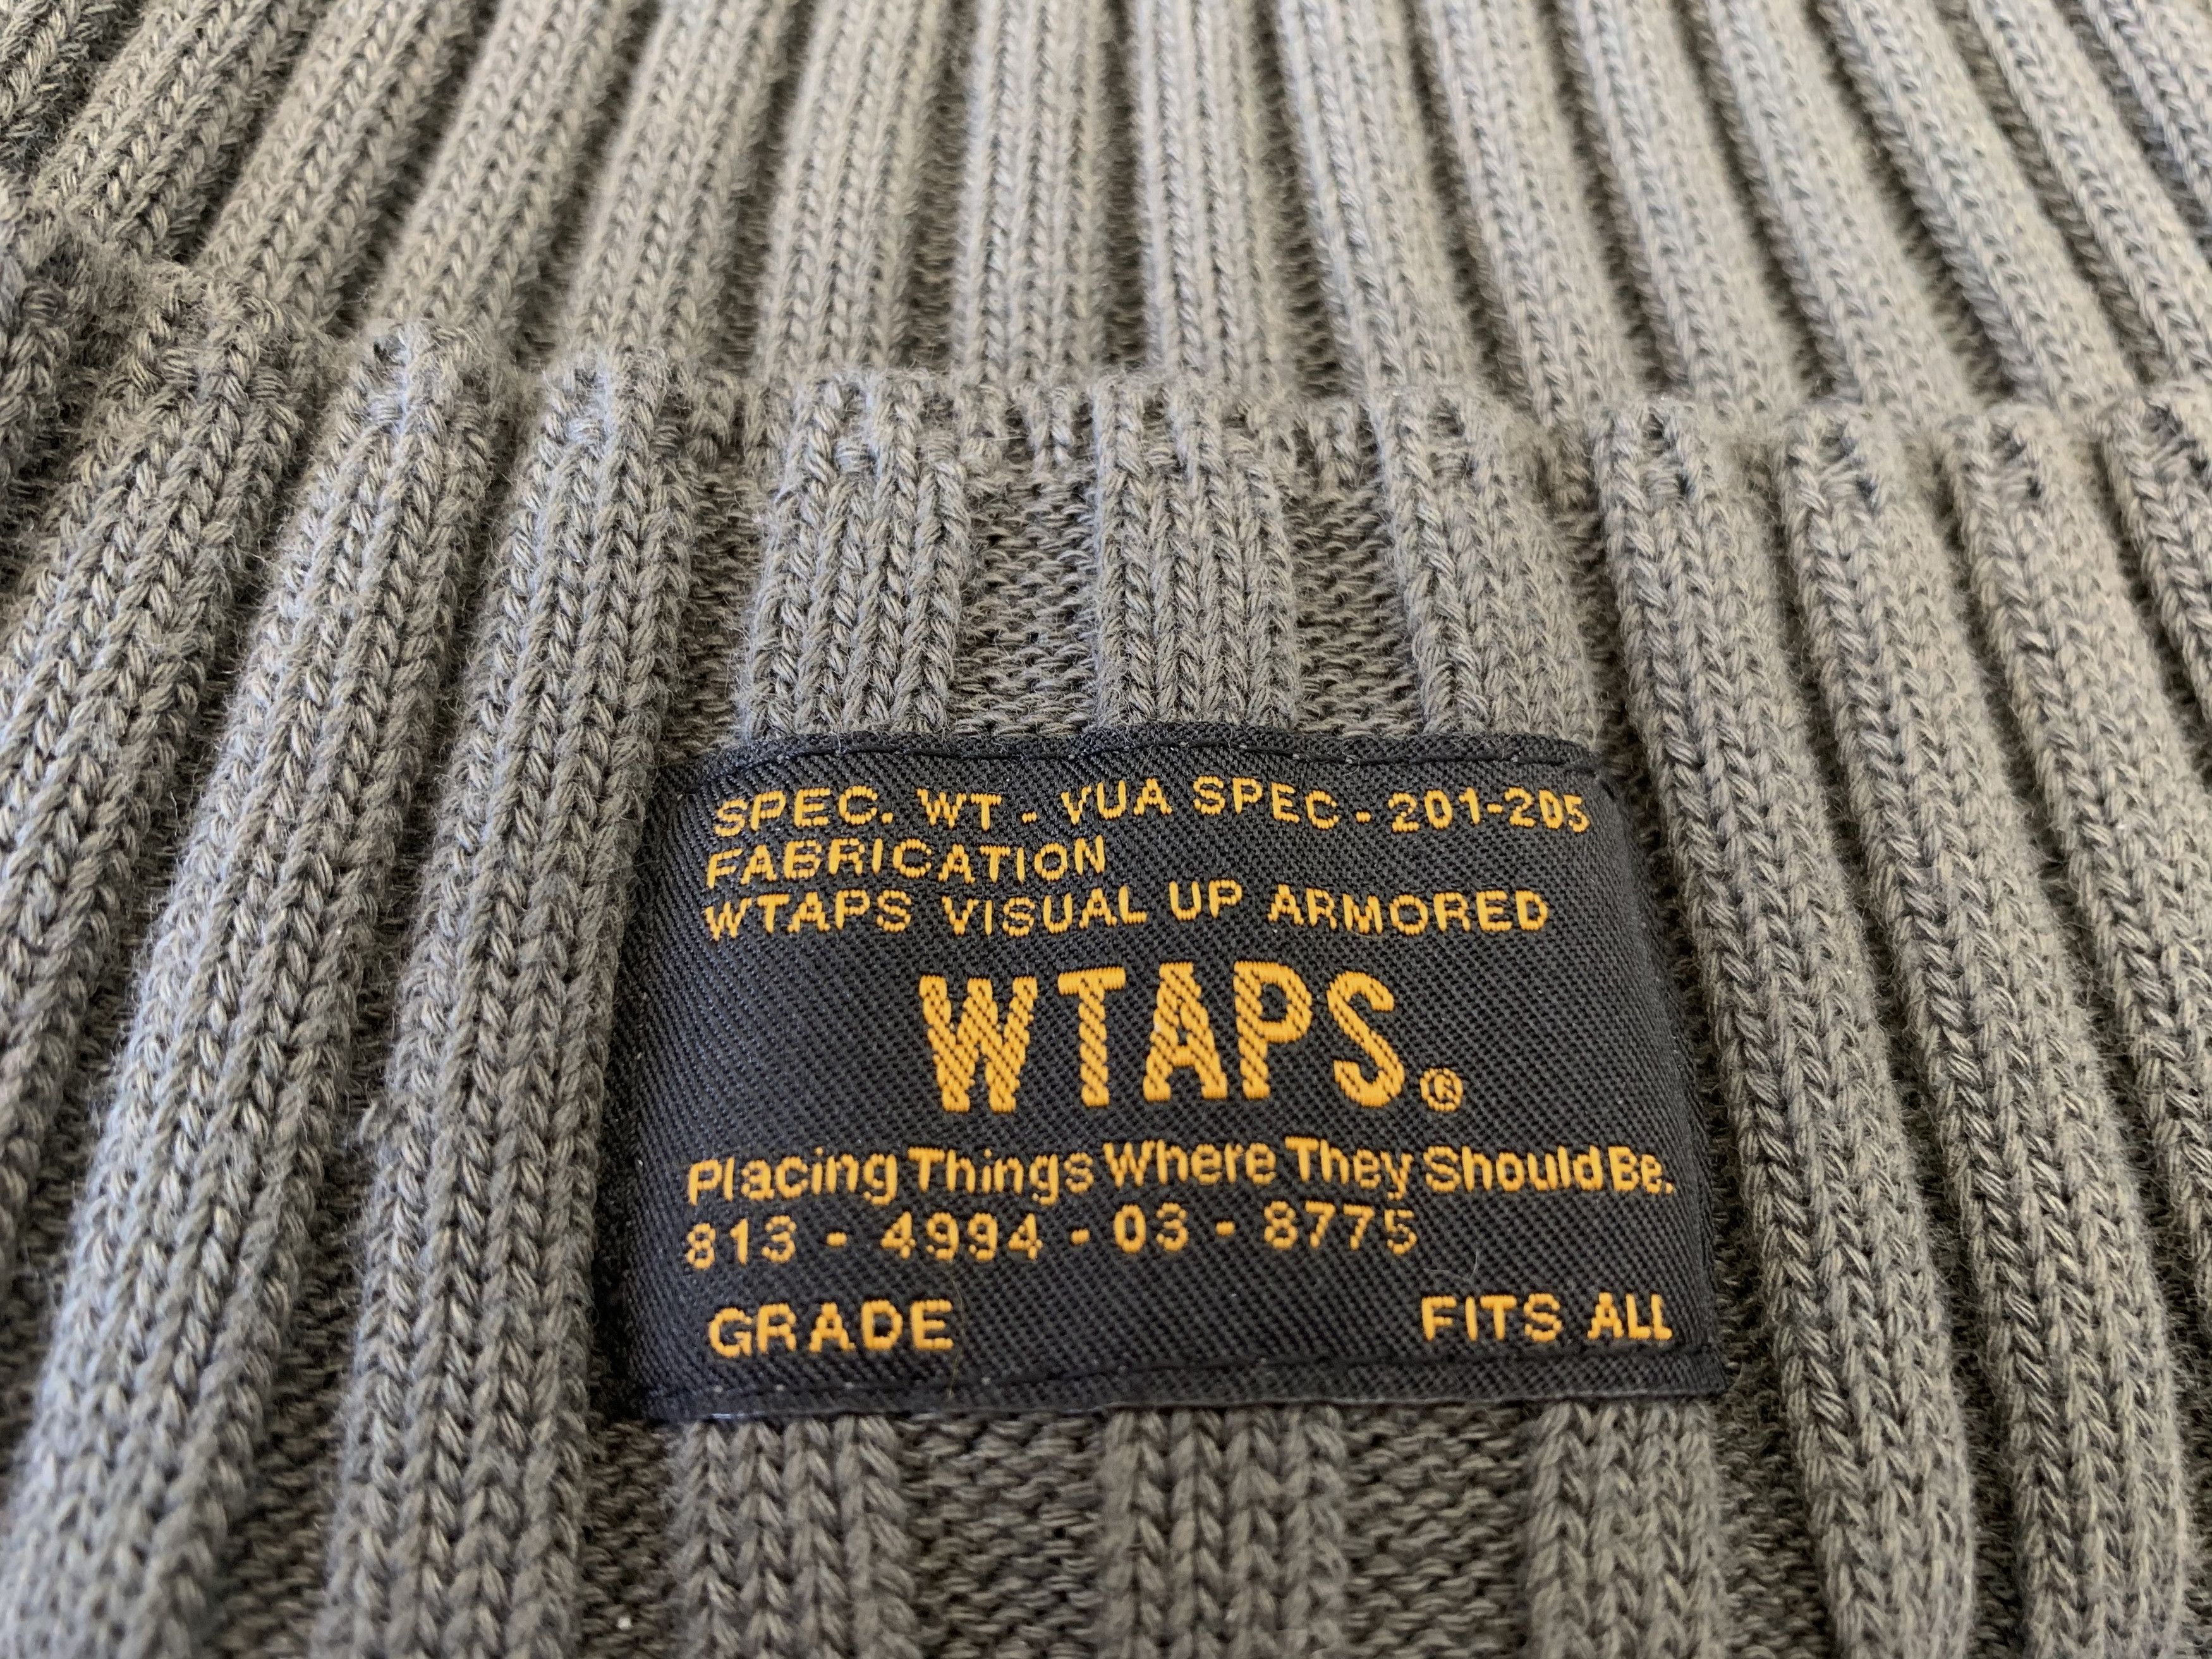 SPEC. WT - VUA SPEC - 201-205
FABRICATION
WTAPS VISUAL UP ARMORED
WTAPS.®
Placing Things Where They Should Be.
813 - 4994 - 03 - 8775
GRADE FITS ALL